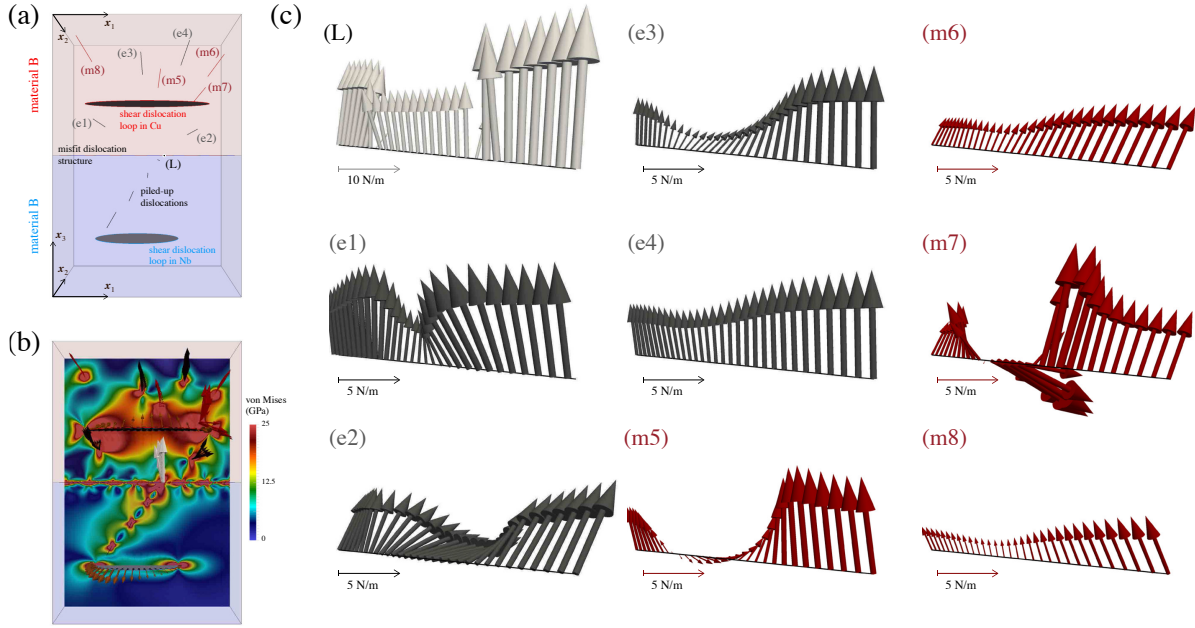 (a)
x1
x2
(e3)
(e4)
(m8)
(m5)
(m6)
(m7)
material B
shear dislocation
loop in Cu
(e1)
(e2)
misfit dislocation
structure
(L)
piled-up
dislocations
material B
x3
shear dislocation
loop in Nb
x2
x1
(b)
von Mises
(GPa)
25
12.5
0
(c)
(L)
10 N/m
(e3)
5 N/m
(m6)
5 N/m
(e1)
5 N/m
(e4)
5 N/m
(m7)
5 N/m
(e2)
5 N/m
(m5)
5 N/m
(m8)
5 N/m